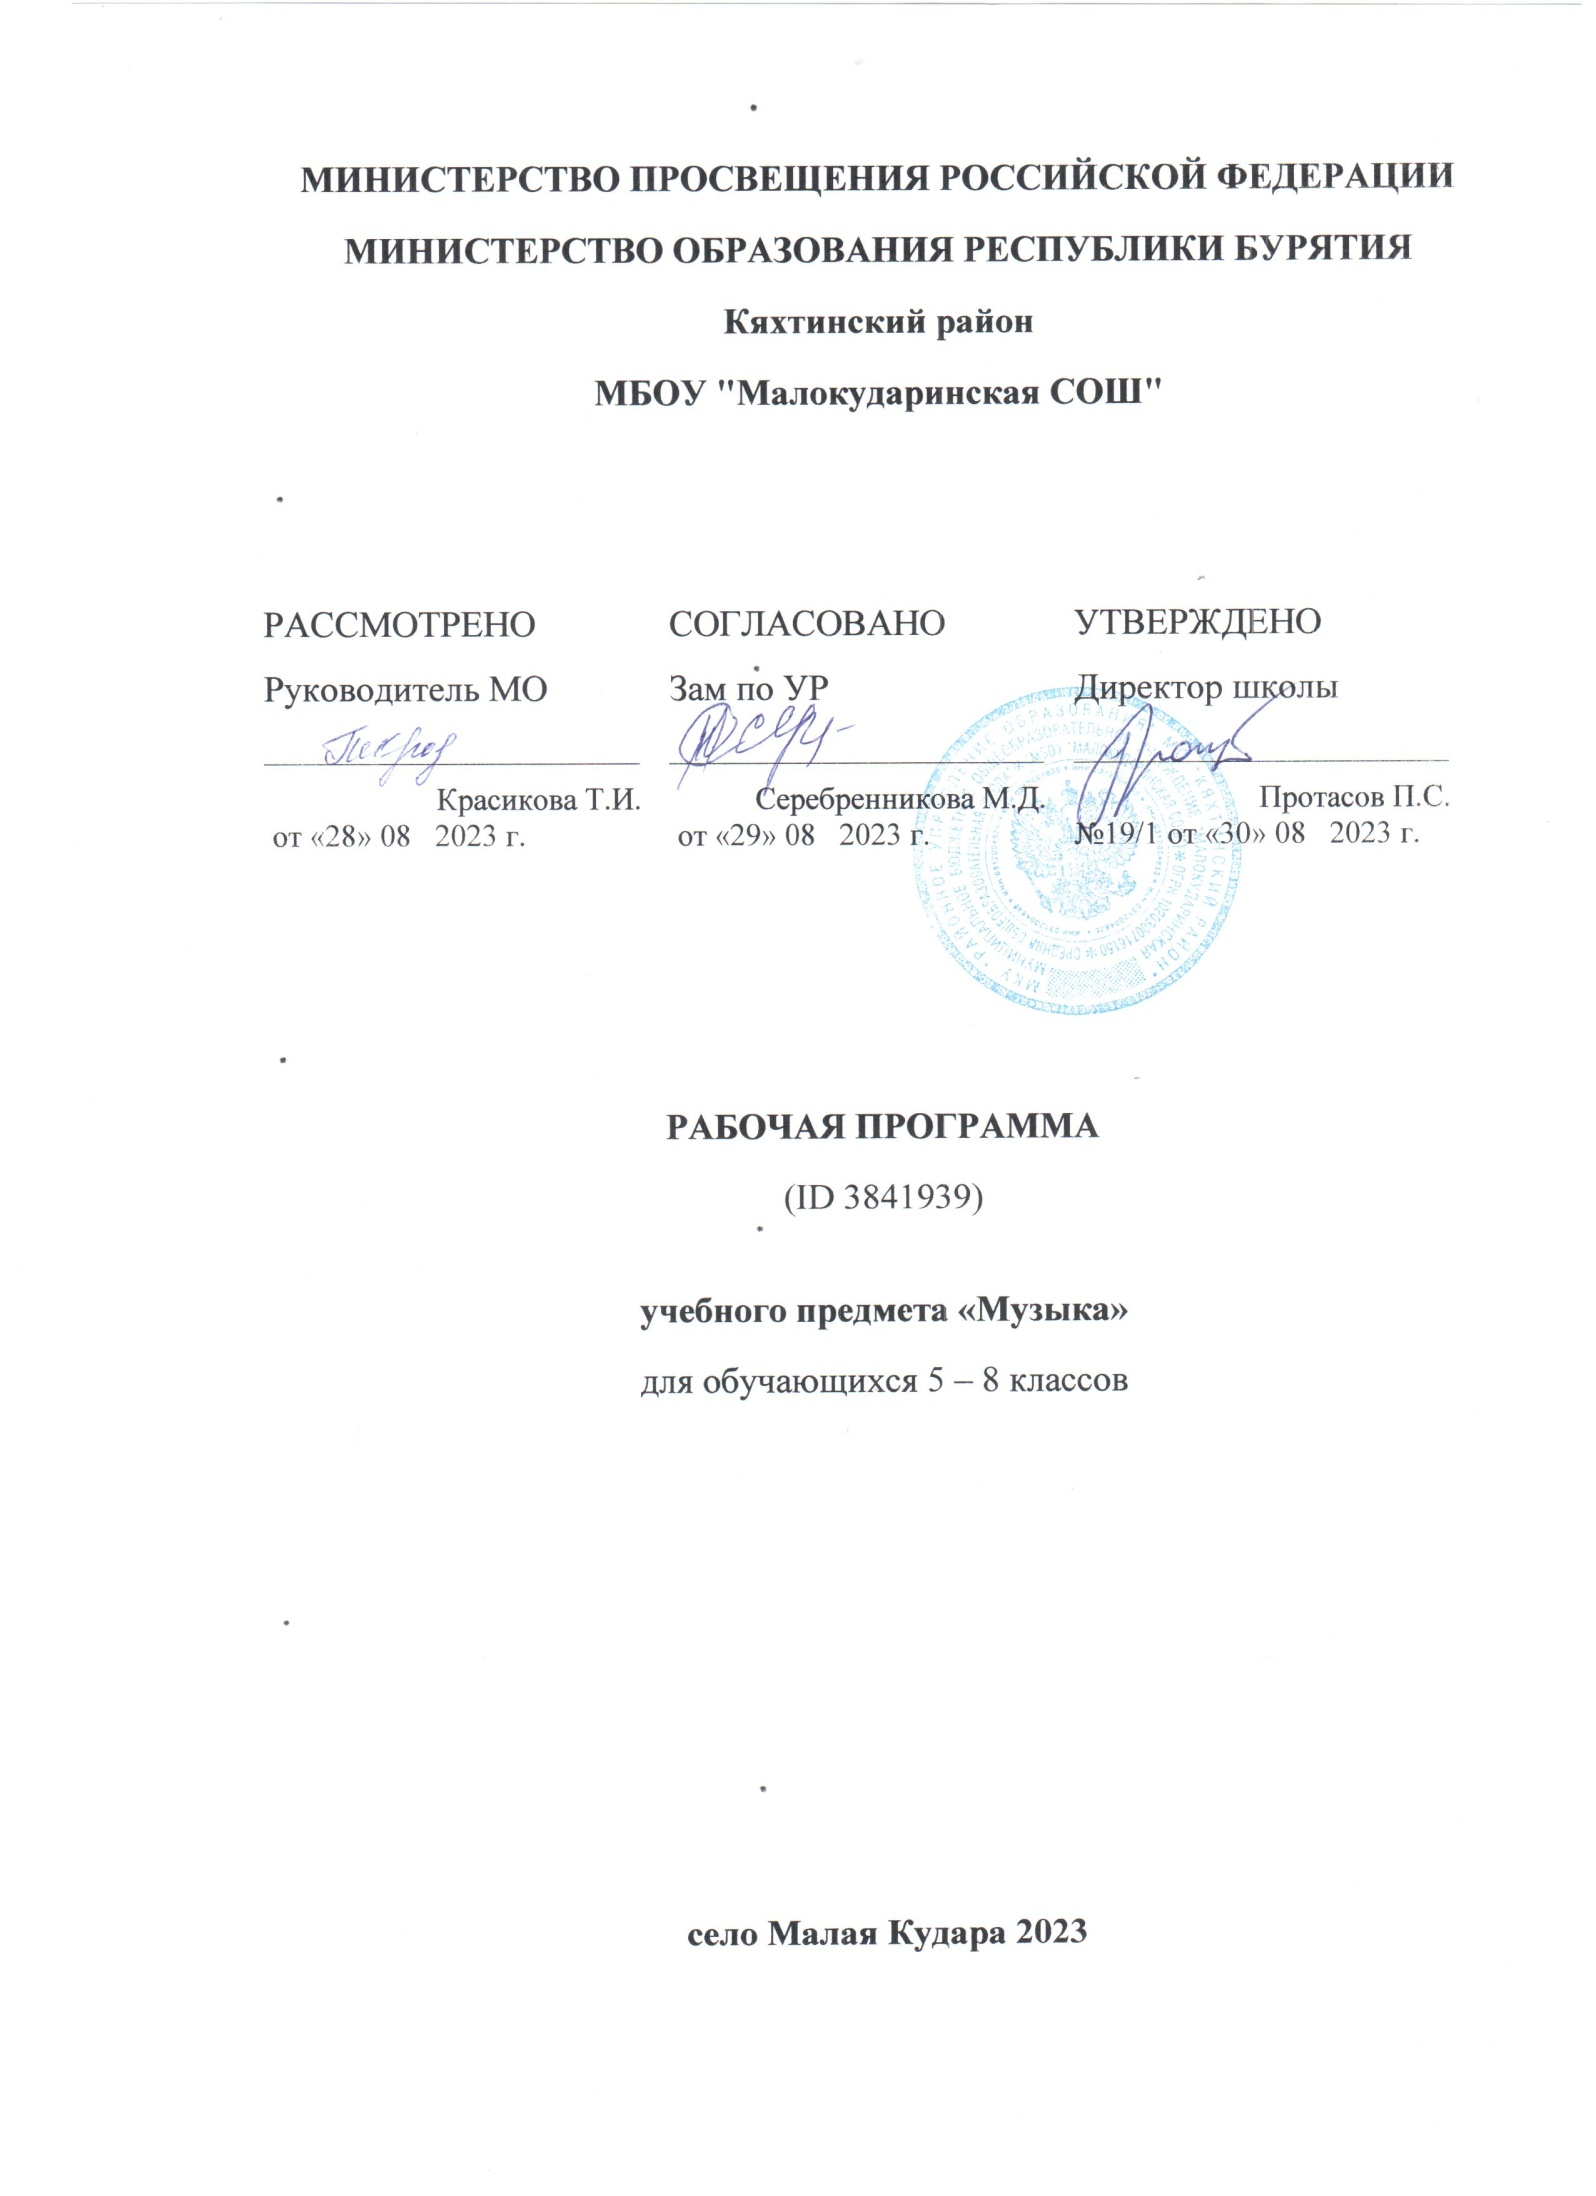 МИНИСТЕРСТВО ПРОСВЕЩЕНИЯ РОССИЙСКОЙ ФЕДЕРАЦИИ
МИНИСТЕРСТВО ОБРАЗОВАНИЯ РЕСПУБЛИКИ БУРЯТИЯ
Кяхтинский район
МБОУ "Малокударинская СОШ"
РАССМОТРЕНО
Руководитель МО
Красикова Т.И.
от «28» 08 2023 г.
СОГЛАСОВАНО
Зам по УР
Серебренникова М.Д.
от «29» 08 2023 г.
УТВЕРЖДЕНО
Директор школы
Протасов П.С.
№19/1 от «30» 08 2023 г.
РАБОЧАЯ ПРОГРАММА
(ID 3841939)
учебного предмета «Музыка»
для обучающихся 5 – 8 классов
село Малая Кудара 2023